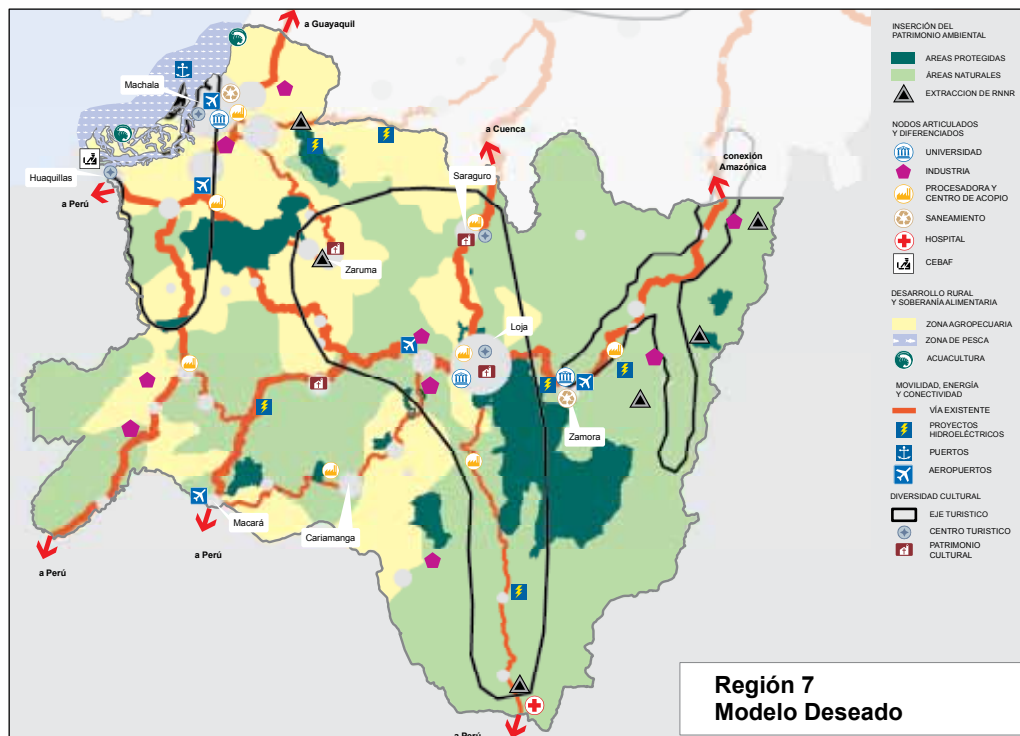 a Guayaquil
Machala
a Cuenca
conexión
Amazónica
Huaquillas
a Perú
Saraguro
Zaruma
Loja
Zamora
Macará
Cariamanga
a Perú
a Perú
a Perú
INSERCIÓN DEL
PATRIMONIO AMBIENTAL
AREAS PROTEGIDAS
ÁREAS NATURALES
EXTRACCION DE RNNR
NODOS ARTICULADOS
Y DIFERENCIADOS
UNIVERSIDAD
INDUSTRIA
PROCESADORA Y
CENTRO DE ACOPIO
SANEAMIENTO
HOSPITAL
CEBAF
DESARROLLO RURAL
Y SOBERANÍA ALIMENTARIA
ZONA AGROPECUARIA
ZONA DE PESCA
ACUACULTURA
MOVILIDAD, ENERGÍA
Y CONECTIVIDAD
VÍA EXISTENTE
PROYECTOS
HIDROELÉCTRICOS
PUERTOS
AEROPUERTOS
DIVERSIDAD CULTURAL
EJE TURISTICO
CENTRO TURISTICO
PATRIMONIO
CULTURAL
Región 7
Modelo Deseado